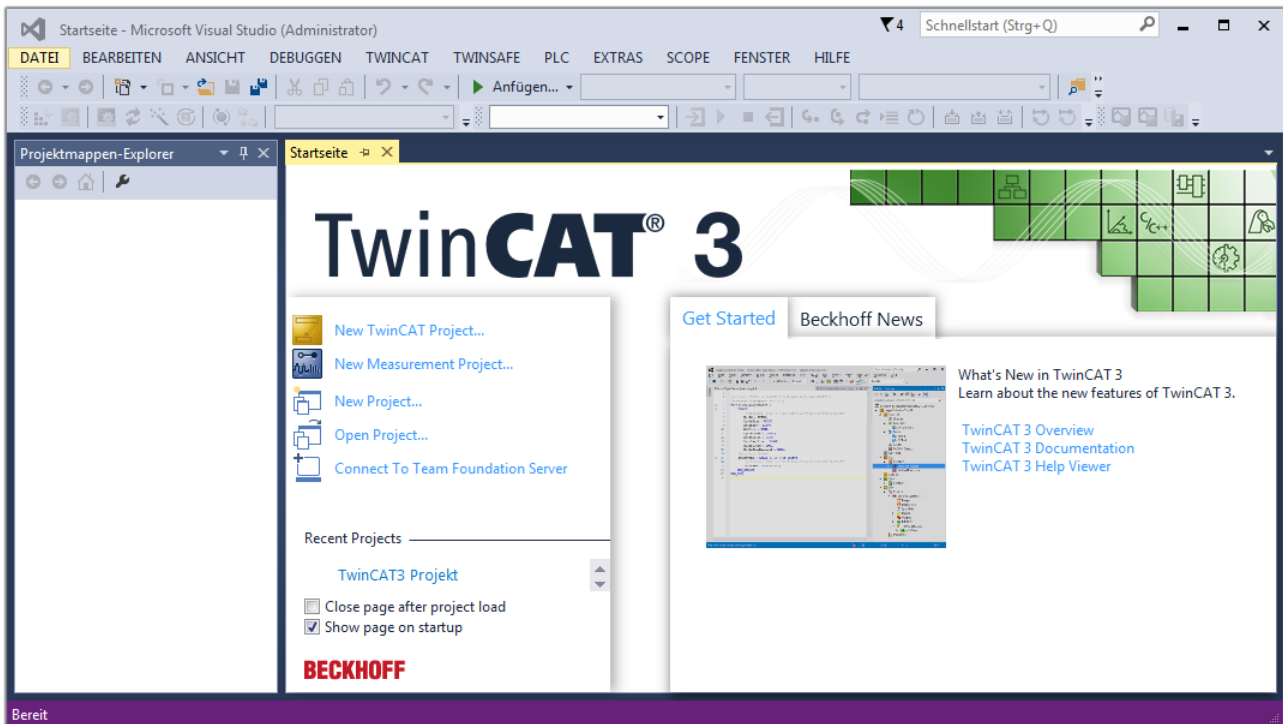 Startseite - Microsoft Visual Studio (Administrator)
4
Schnellstart (Strg+Q)
DATEI BEARBEITEN ANSICHT DEBUGGEN TWINCAT TWINSAFE PLC EXTRAS SCOPE FENSTER HILFE
Anfügen...
Projektmappen-Explorer
Startseite
TwinCAT® 3
C/C++
New TwinCAT Project...
New Measurement Project...
New Project...
Open Project...
Connect To Team Foundation Server
Recent Projects
TwinCAT3 Projekt
Close page after project load
Show page on startup
BECKHOFF
Get Started Beckhoff News
What's New in TwinCAT 3
Learn about the new features of TwinCAT 3.
TwinCAT 3 Overview
TwinCAT 3 Documentation
TwinCAT 3 Help Viewer
Bereit